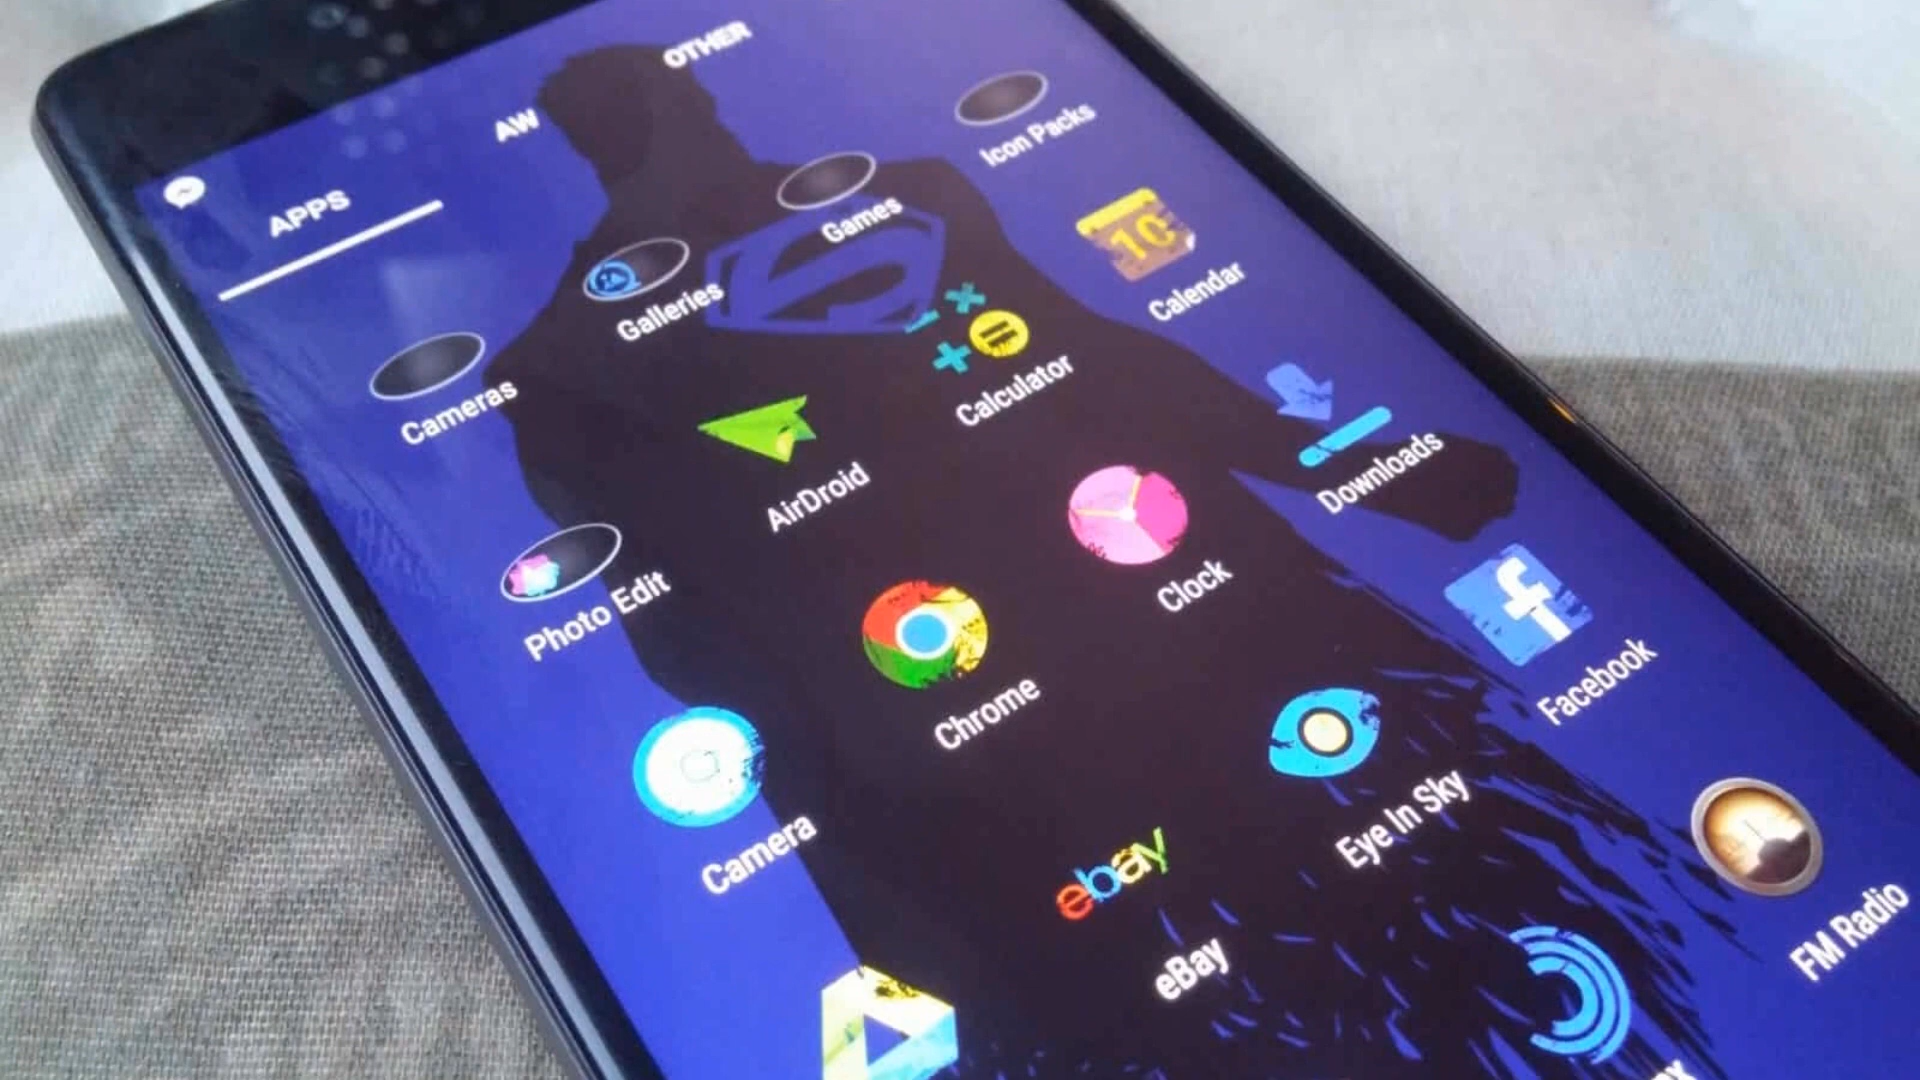 APPS
AW
OTHER
Cameras
Galleries
Games
Icon Packs
Photo Edit
AirDroid
Calculator
10
Calendar
Camera
Chrome
Clock
Downloads
ebay
eBay
Eye In Sky
f
Facebook
FM Radio